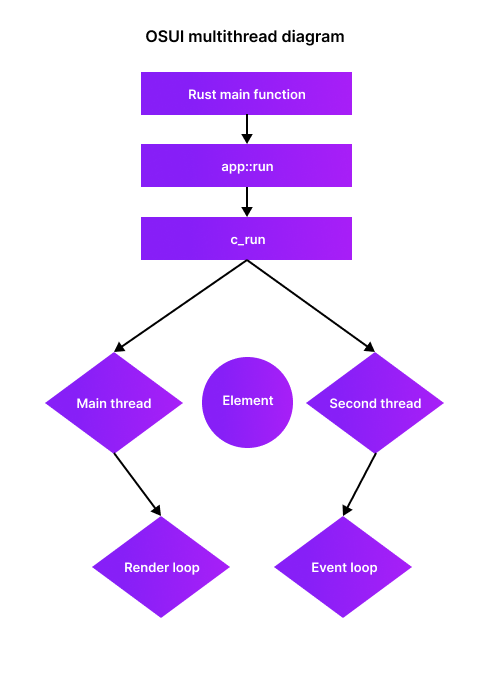 OSUI multithread diagram
Rust main function
app::run
c_run
Main thread
Element
Second thread
Render loop
Event loop